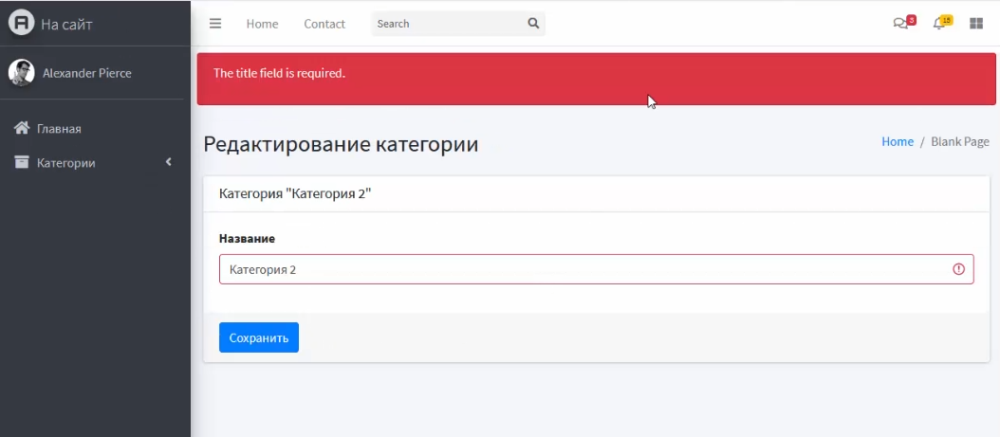 На сайт
Home Contact Search 3 15
Alexander Pierce
The title field is required.
Главная
Категории
Редактирование категории
Home / Blank Page
Категория "Категория 2"
Название
Категория 2
Сохранить